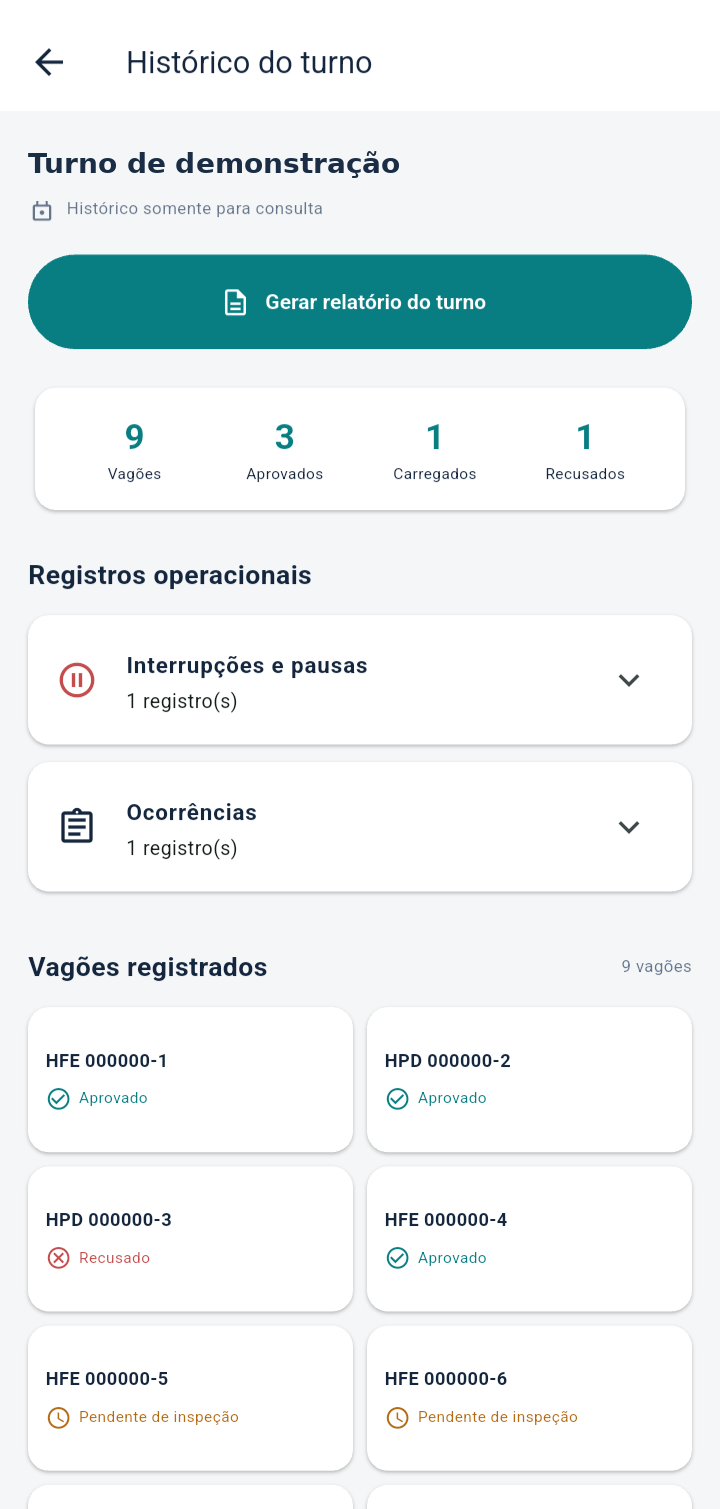 Histórico do turno
Turno de demonstração
Histórico somente para consulta
Gerar relatório do turno
9 3 1 1
Vagões Aprovados Carregados Recusados
Registros operacionais
Interrupções e pausas
1 registro(s)
Ocorrências
1 registro(s)
Vagões registrados 9 vagões
HFE 000000-1 HPD 000000-2
Aprovado Aprovado
HPD 000000-3 HFE 000000-4
Recusado Aprovado
HFE 000000-5 HFE 000000-6
Pendente de inspeção Pendente de inspeção